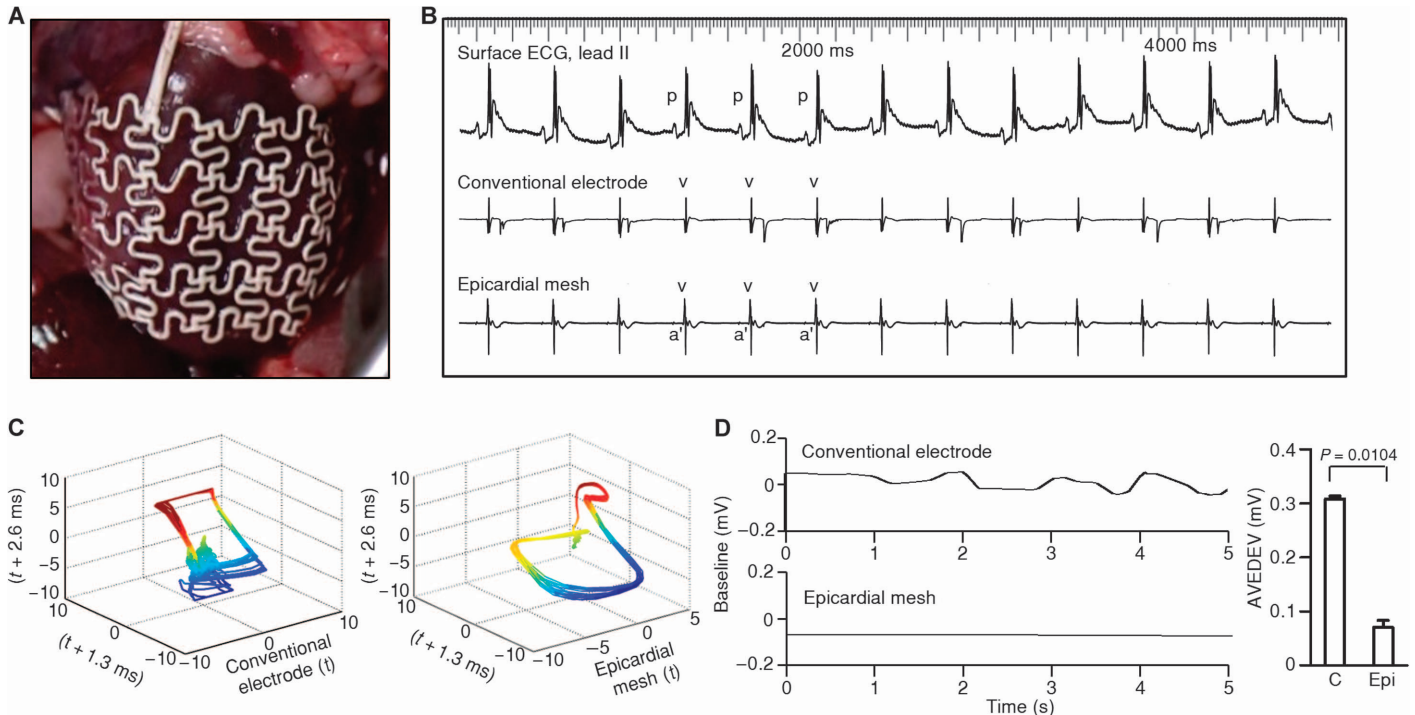 A
B
Surface ECG, lead II
2000 ms
4000 ms
p p p
Conventional electrode
v v v
Epicardial mesh
v v v
a' a' a'
C
10
5
0
−5
−10
(t + 2.6 ms)
10
0
−10
(t + 1.3 ms)
−10
0
10
Conventional
electrode (t)
10
5
0
−5
−10
(t + 2.6 ms)
10
0
−10
(t + 1.3 ms)
−10
−5
0
5
Epicardial
mesh (t)
D
Baseline (mV)
0.2
0
−0.2
Conventional electrode
0 1 2 3 4 5
0.2
0
−0.2
Epicardial mesh
0 1 2 3 4 5
Time (s)
AVEDEV (mV)
0.4
0.3
0.2
0.1
0
P = 0.0104
C Epi